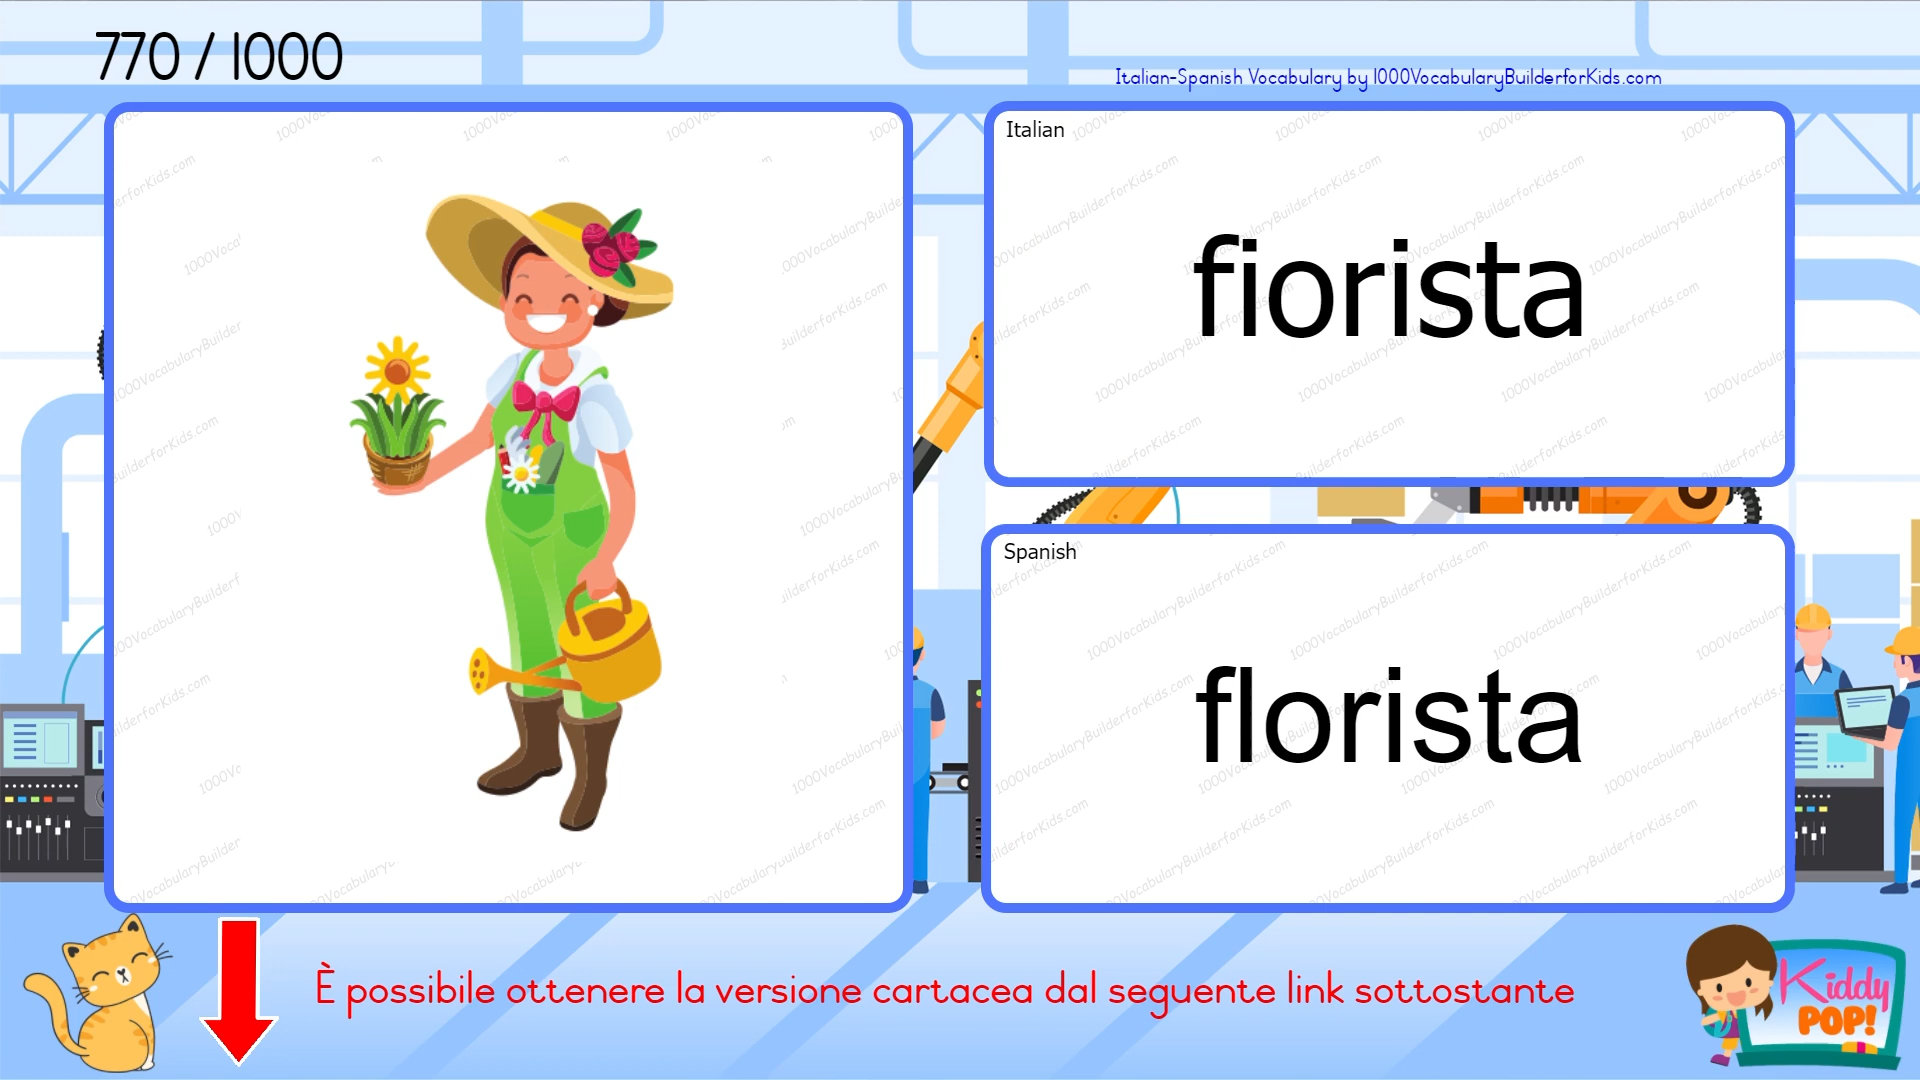 770 / 1000
Italian-Spanish Vocabulary by 1000VocabularyBuilderforKids.com
Italian
fiorista
Spanish
florista
È possibile ottenere la versione cartacea dal seguente link sottostante
Kiddy
POP!